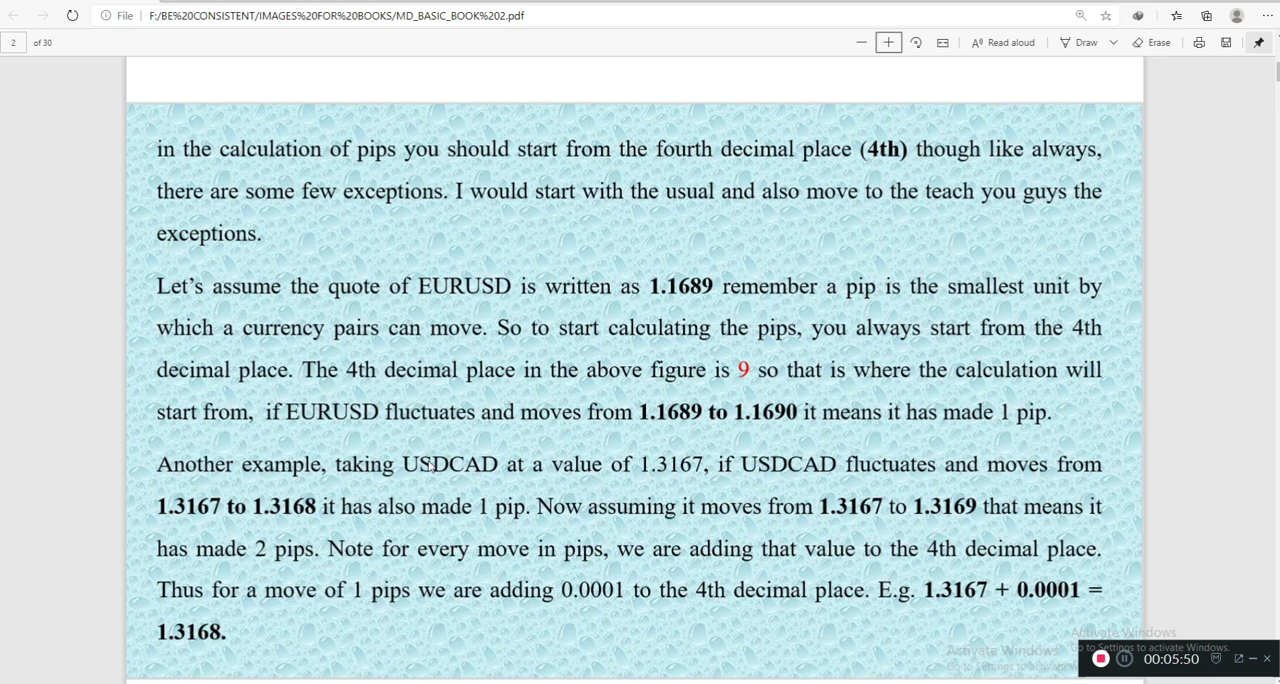 File F:/BE%20CONSISTENT/IMAGES%20FOR%20BOOKS/MD_BASIC_BOOK%202.pdf
2 of 30 Read aloud Draw Erase
in the calculation of pips you should start from the fourth decimal place (4th) though like always,
there are some few exceptions. I would start with the usual and also move to the teach you guys the
exceptions.
Let's assume the quote of EURUSD is written as 1.1689 remember a pip is the smallest unit by
which a currency pairs can move. So to start calculating the pips, you always start from the 4th
decimal place. The 4th decimal place in the above figure is 9 so that is where the calculation will
start from, if EURUSD fluctuates and moves from 1.1689 to 1.1690 it means it has made 1 pip.
Another example, taking USDCAD at a value of 1.3167, if USDCAD fluctuates and moves from
1.3167 to 1.3168 it has also made 1 pip. Now assuming it moves from 1.3167 to 1.3169 that means it
has made 2 pips. Note for every move in pips, we are adding that value to the 4th decimal place.
Thus for a move of 1 pips we are adding 0.0001 to the 4th decimal place. E.g. 1.3167 + 0.0001 =
1.3168.
Activate Windows
Go to Settings to activate Windows.
Activate Windows
Go to Settings to activate
00:05:50